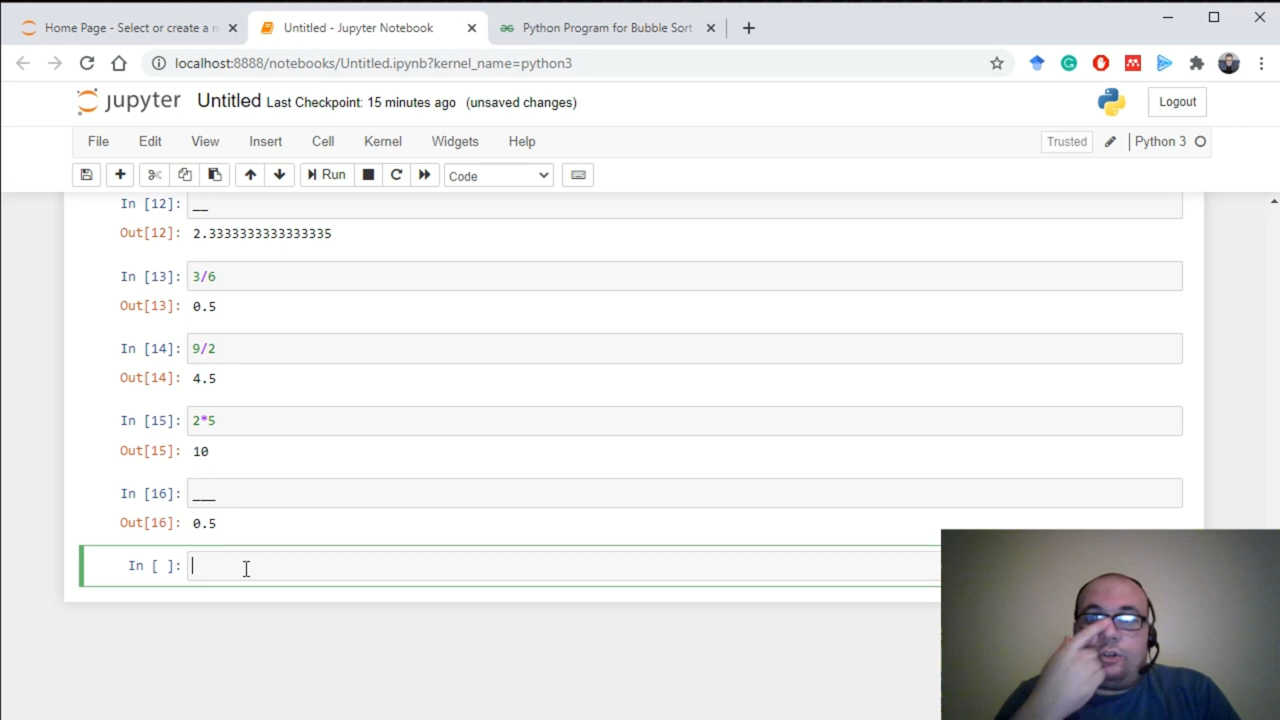 Home Page - Select or create a n
Untitled - Jupyter Notebook
Python Program for Bubble Sort
localhost:8888/notebooks/Untitled.ipynb?kernel_name=python3
jupyter Untitled Last Checkpoint: 15 minutes ago (unsaved changes)
Logout
File Edit View Insert Cell Kernel Widgets Help
Trusted
Python 3
Run
Code
In [12]: __
Out[12]: 2.3333333333333335
In [13]: 3/6
Out[13]: 0.5
In [14]: 9/2
Out[14]: 4.5
In [15]: 2*5
Out[15]: 10
In [16]: ___
Out[16]: 0.5
In [ ]: